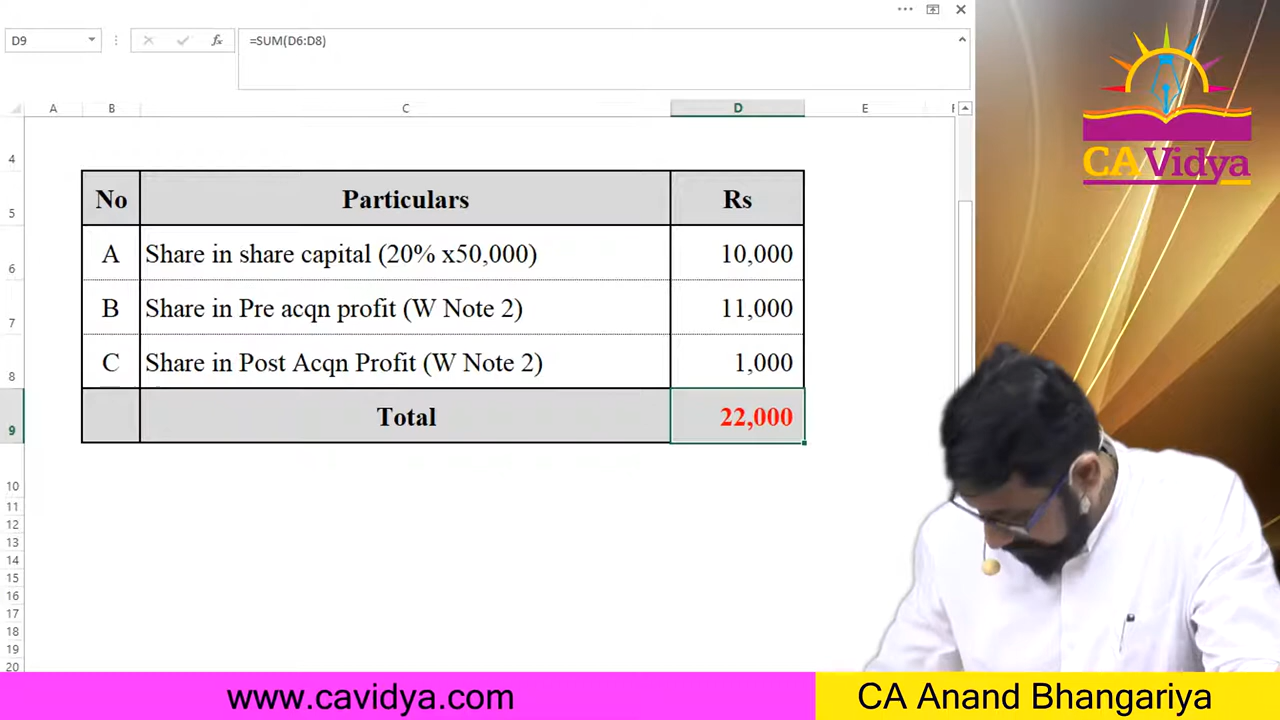 D9
fx
=SUM(D6:D8)
A B C D E F
4
5 No Particulars Rs
6 A Share in share capital (20% x50,000) 10,000
7 B Share in Pre acqn profit (W Note 2) 11,000
8 C Share in Post Acqn Profit (W Note 2) 1,000
9 Total 22,000
10
11
12
13
14
15
16
17
18
19
20
CA Vidya
www.cavidya.com
CA Anand Bhangariya